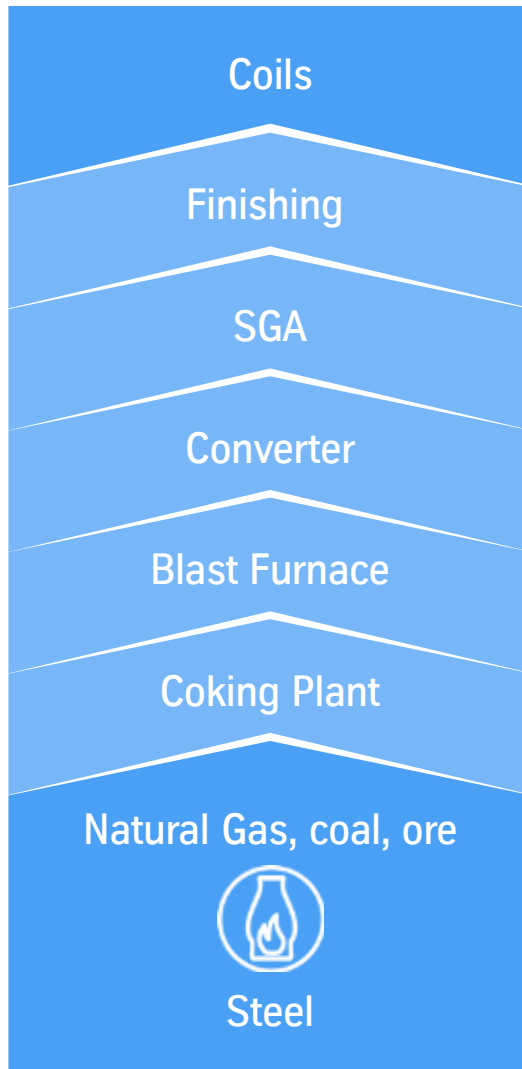 Coils
Finishing
SGA
Converter
Blast Furnace
Coking Plant
Natural Gas, coal, ore
Steel